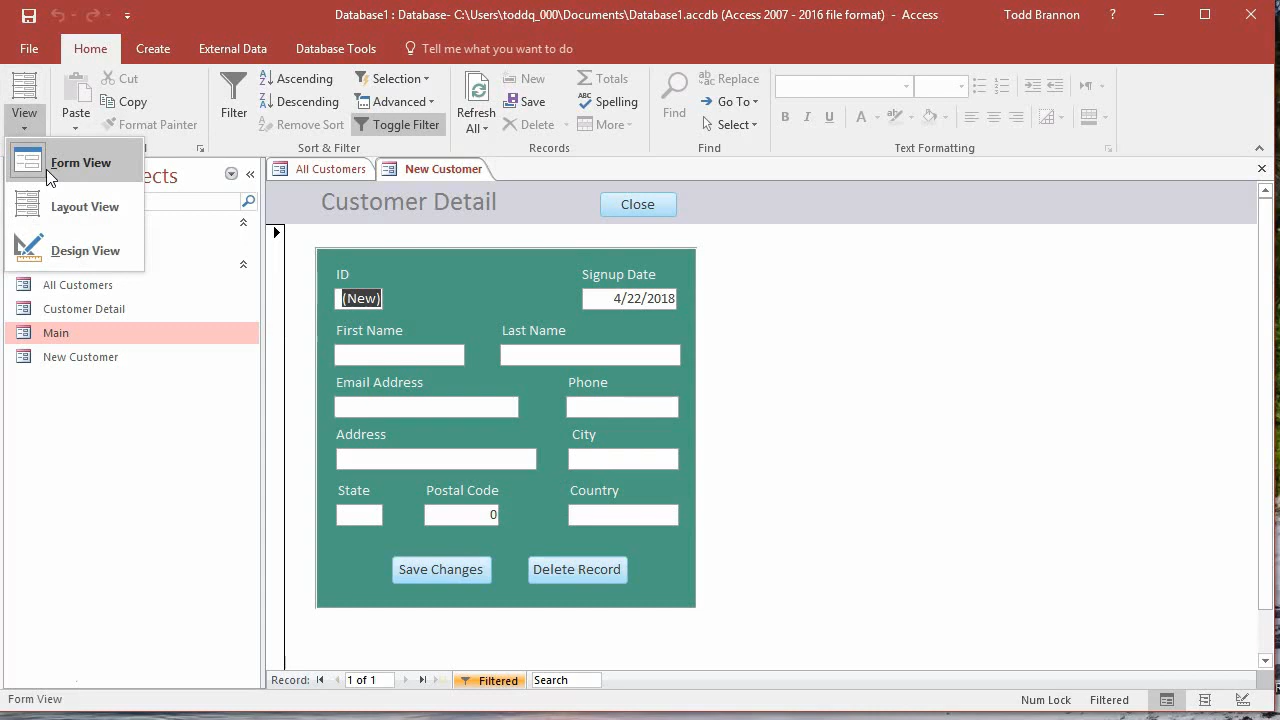 Database1 : Database- C:\Users\toddq_000\Documents\Database1.accdb (Access 2007 - 2016 file format) - Access
Todd Brannon
?
File
Home
Create
External Data
Database Tools
Tell me what you want to do
View
Paste
Cut
Copy
Format Painter
Filter
Ascending
Descending
Selection
Advanced
Toggle Filter
Sort & Filter
Refresh
All
New
Save
Delete
Totals
Spelling
More
Records
Find
Replace
Go To
Select
Find
B I U
A
Text Formatting
Form View
Layout View
Design View
All Customers
Customer Detail
Main
New Customer
All Customers
New Customer
Customer Detail
Close
ID
Signup Date
(New)
4/22/2018
First Name
Last Name
Email Address
Phone
Address
City
State
Postal Code
Country
0
Save Changes
Delete Record
Record:
1 of 1
Filtered
Search
Form View
Num Lock
Filtered